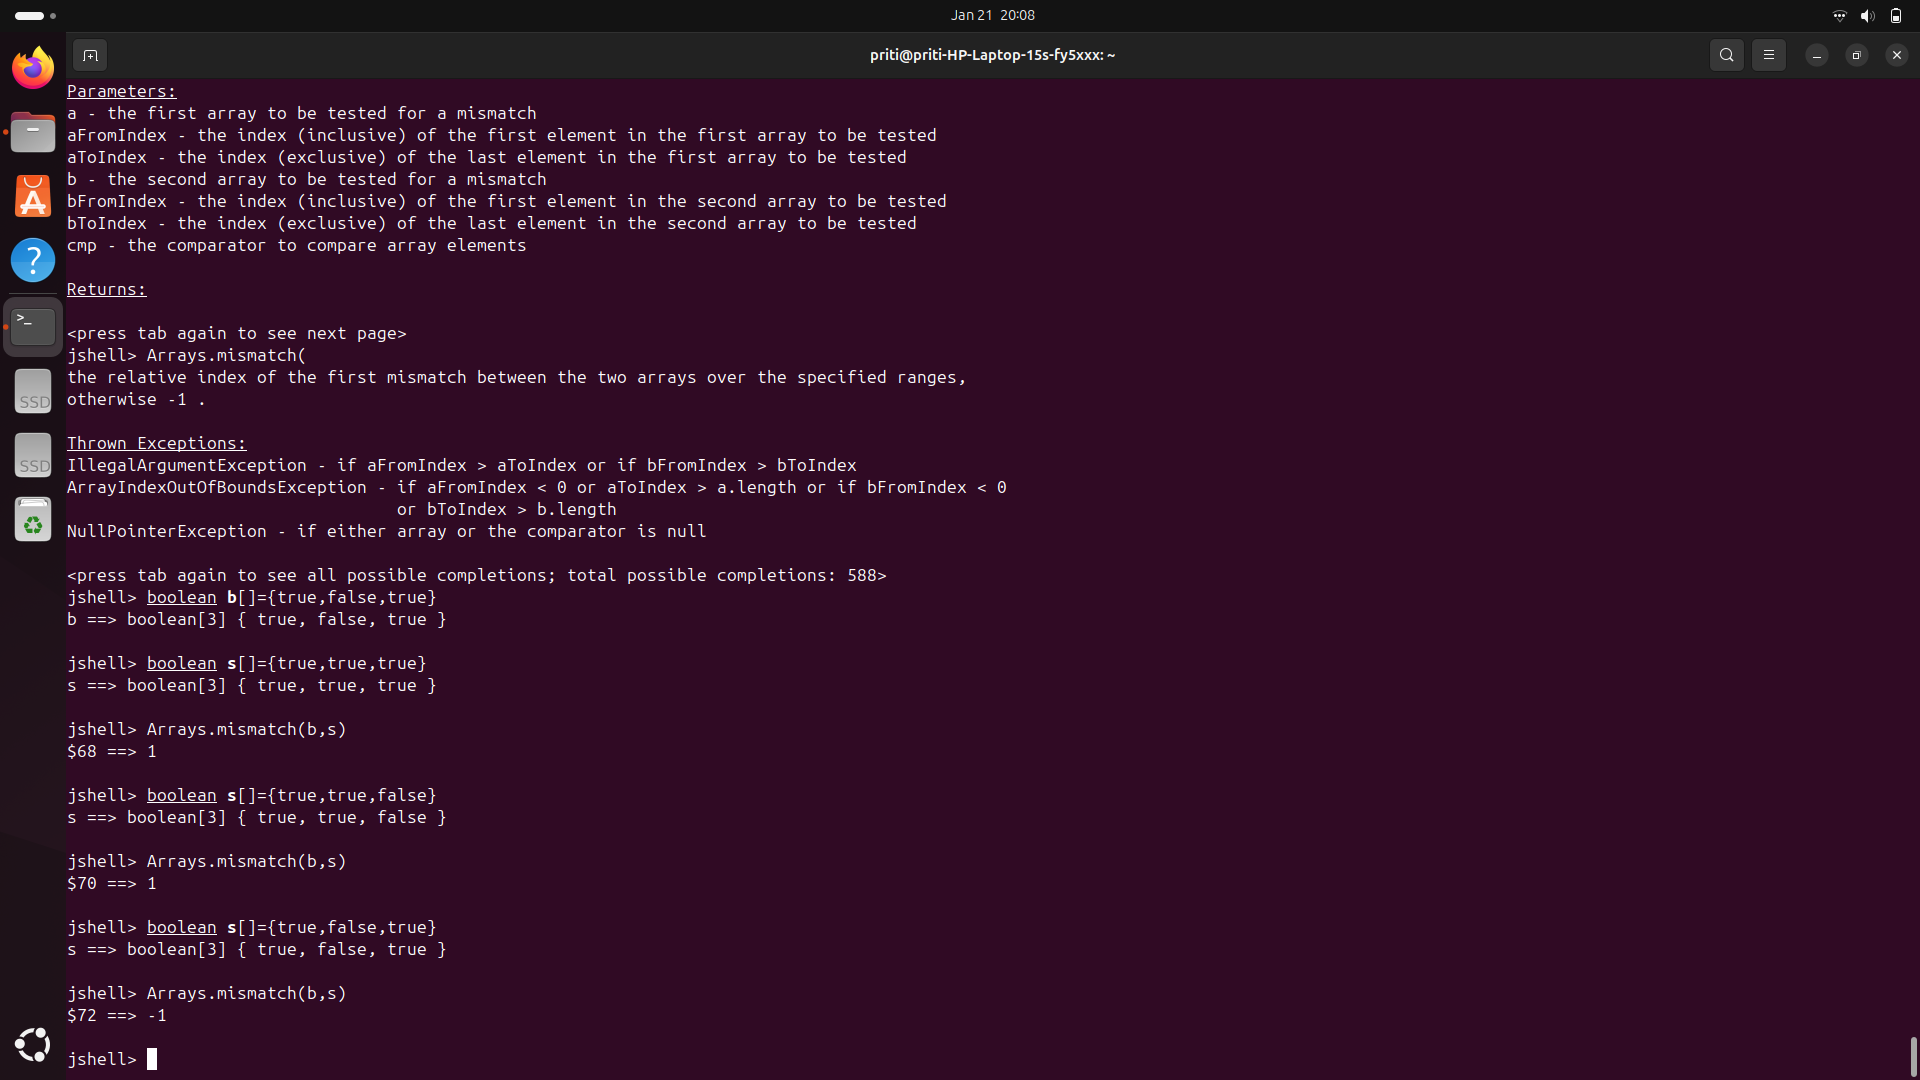 Jan 21 20:08
priti@priti-HP-Laptop-15s-fy5xxx: ~
Parameters:
a - the first array to be tested for a mismatch
aFromIndex - the index (inclusive) of the first element in the first array to be tested
aToIndex - the index (exclusive) of the last element in the first array to be tested
b - the second array to be tested for a mismatch
bFromIndex - the index (inclusive) of the first element in the second array to be tested
bToIndex - the index (exclusive) of the last element in the second array to be tested
cmp - the comparator to compare array elements
Returns:
<press tab again to see next page>
jshell> Arrays.mismatch(
the relative index of the first mismatch between the two arrays over the specified ranges,
otherwise -1 .
Thrown Exceptions:
IllegalArgumentException - if aFromIndex > aToIndex or if bFromIndex > bToIndex
ArrayIndexOutOfBoundsException - if aFromIndex < 0 or aToIndex > a.length or if bFromIndex < 0
or bToIndex > b.length
NullPointerException - if either array or the comparator is null
<press tab again to see all possible completions; total possible completions: 588>
jshell> boolean b[]={true,false,true}
b ==> boolean[3] { true, false, true }
jshell> boolean s[]={true,true,true}
s ==> boolean[3] { true, true, true }
jshell> Arrays.mismatch(b,s)
$68 ==> 1
jshell> boolean s[]={true,true,false}
s ==> boolean[3] { true, true, false }
jshell> Arrays.mismatch(b,s)
$70 ==> 1
jshell> boolean s[]={true,false,true}
s ==> boolean[3] { true, false, true }
jshell> Arrays.mismatch(b,s)
$72 ==> -1
jshell>
SSD
SSD